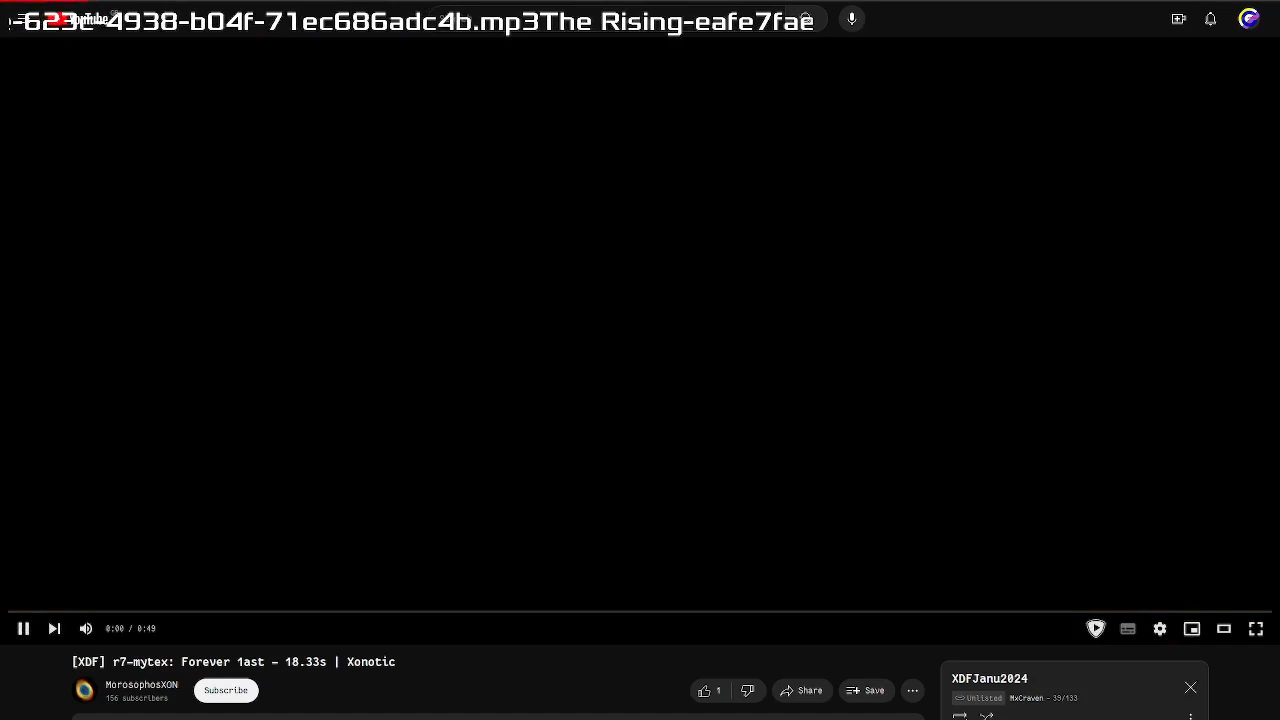 -623c-4938-b04f-71ec686adc4b.mp3The Rising-eafe7fae
YouTube
0:00 / 0:49
[XDF] r7-mytex: Forever 1ast - 18.33s | Xonotic
MorosophosXON
156 subscribers
Subscribe
1
Share
Save
XDFJanu2024
Unlisted
MxCraven - 39/133